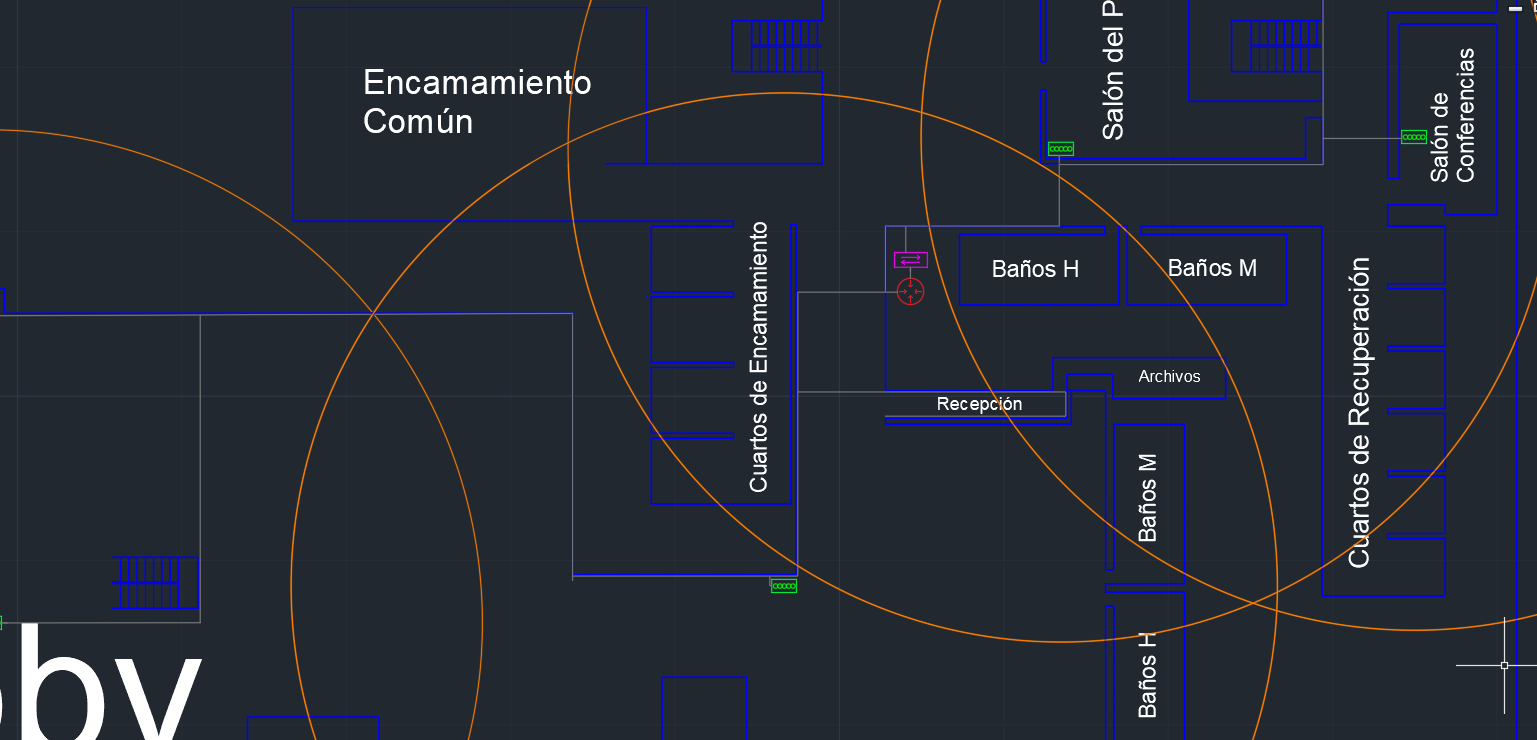 Encamamiento
Común
Salón del P
Salón de
Conferencias
Cuartos de Encamamiento
Baños H
Baños M
Cuartos de Recuperación
Archivos
Recepción
Baños M
Baños H
by